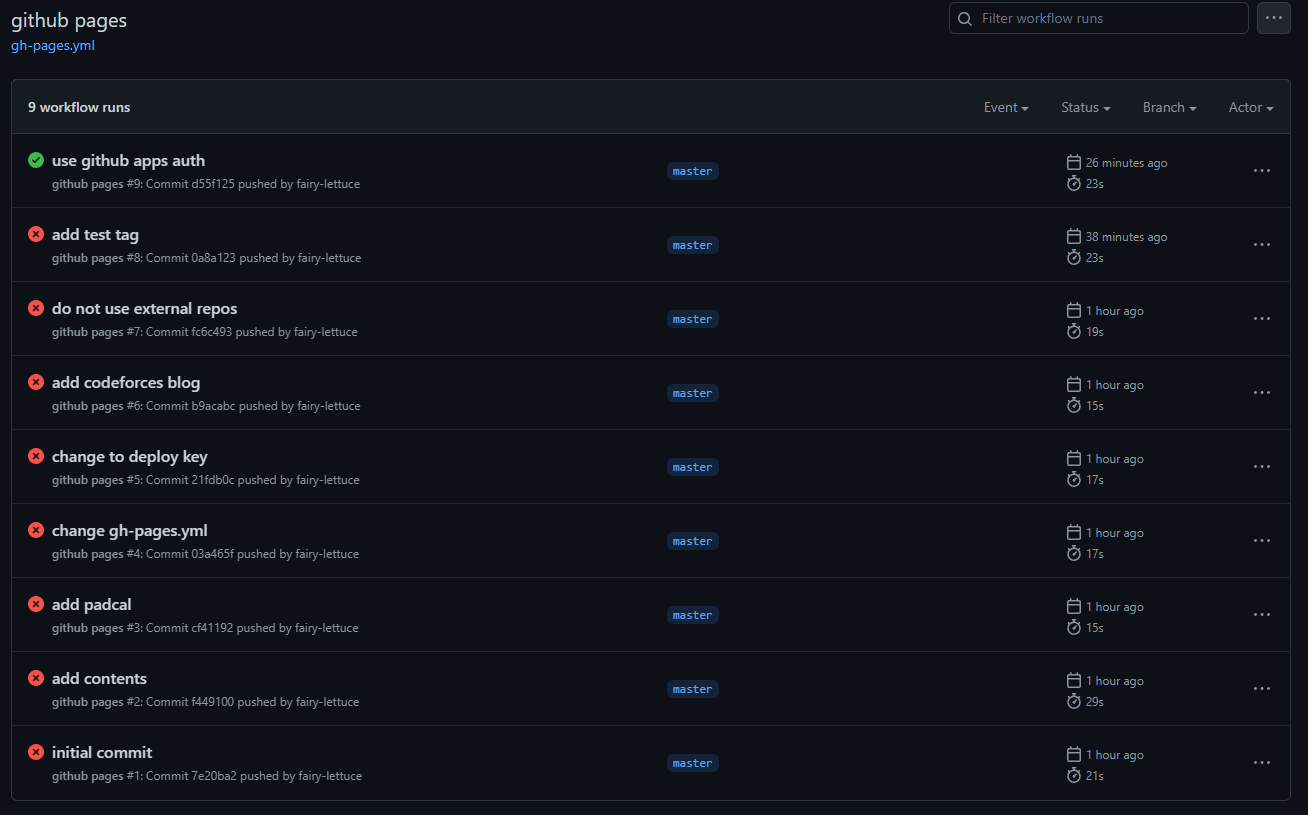 github pages
Filter workflow runs
gh-pages.yml
9 workflow runs
Event
Status
Branch
Actor
use github apps auth
github pages #9: Commit d55f125 pushed by fairy-lettuce
master
26 minutes ago
23s
add test tag
github pages #8: Commit 0a8a123 pushed by fairy-lettuce
master
38 minutes ago
23s
do not use external repos
github pages #7: Commit fc6c493 pushed by fairy-lettuce
master
1 hour ago
19s
add codeforces blog
github pages #6: Commit b9acabc pushed by fairy-lettuce
master
1 hour ago
15s
change to deploy key
github pages #5: Commit 21fdb0c pushed by fairy-lettuce
master
1 hour ago
17s
change gh-pages.yml
github pages #4: Commit 03a465f pushed by fairy-lettuce
master
1 hour ago
17s
add padcal
github pages #3: Commit cf41192 pushed by fairy-lettuce
master
1 hour ago
15s
add contents
github pages #2: Commit f449100 pushed by fairy-lettuce
master
1 hour ago
29s
initial commit
github pages #1: Commit 7e20ba2 pushed by fairy-lettuce
master
1 hour ago
21s